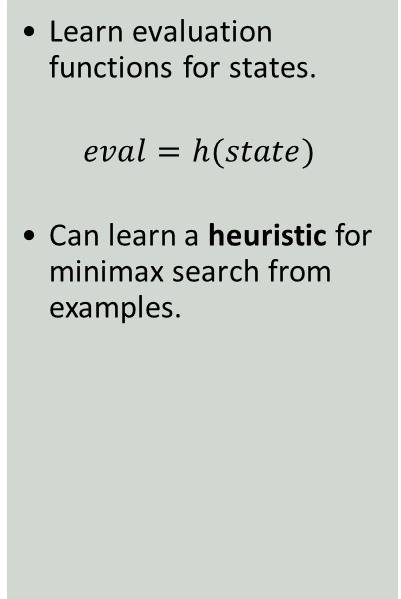 • Learn evaluation
functions for states.
eval = h(state)
• Can learn a heuristic for
minimax search from
examples.